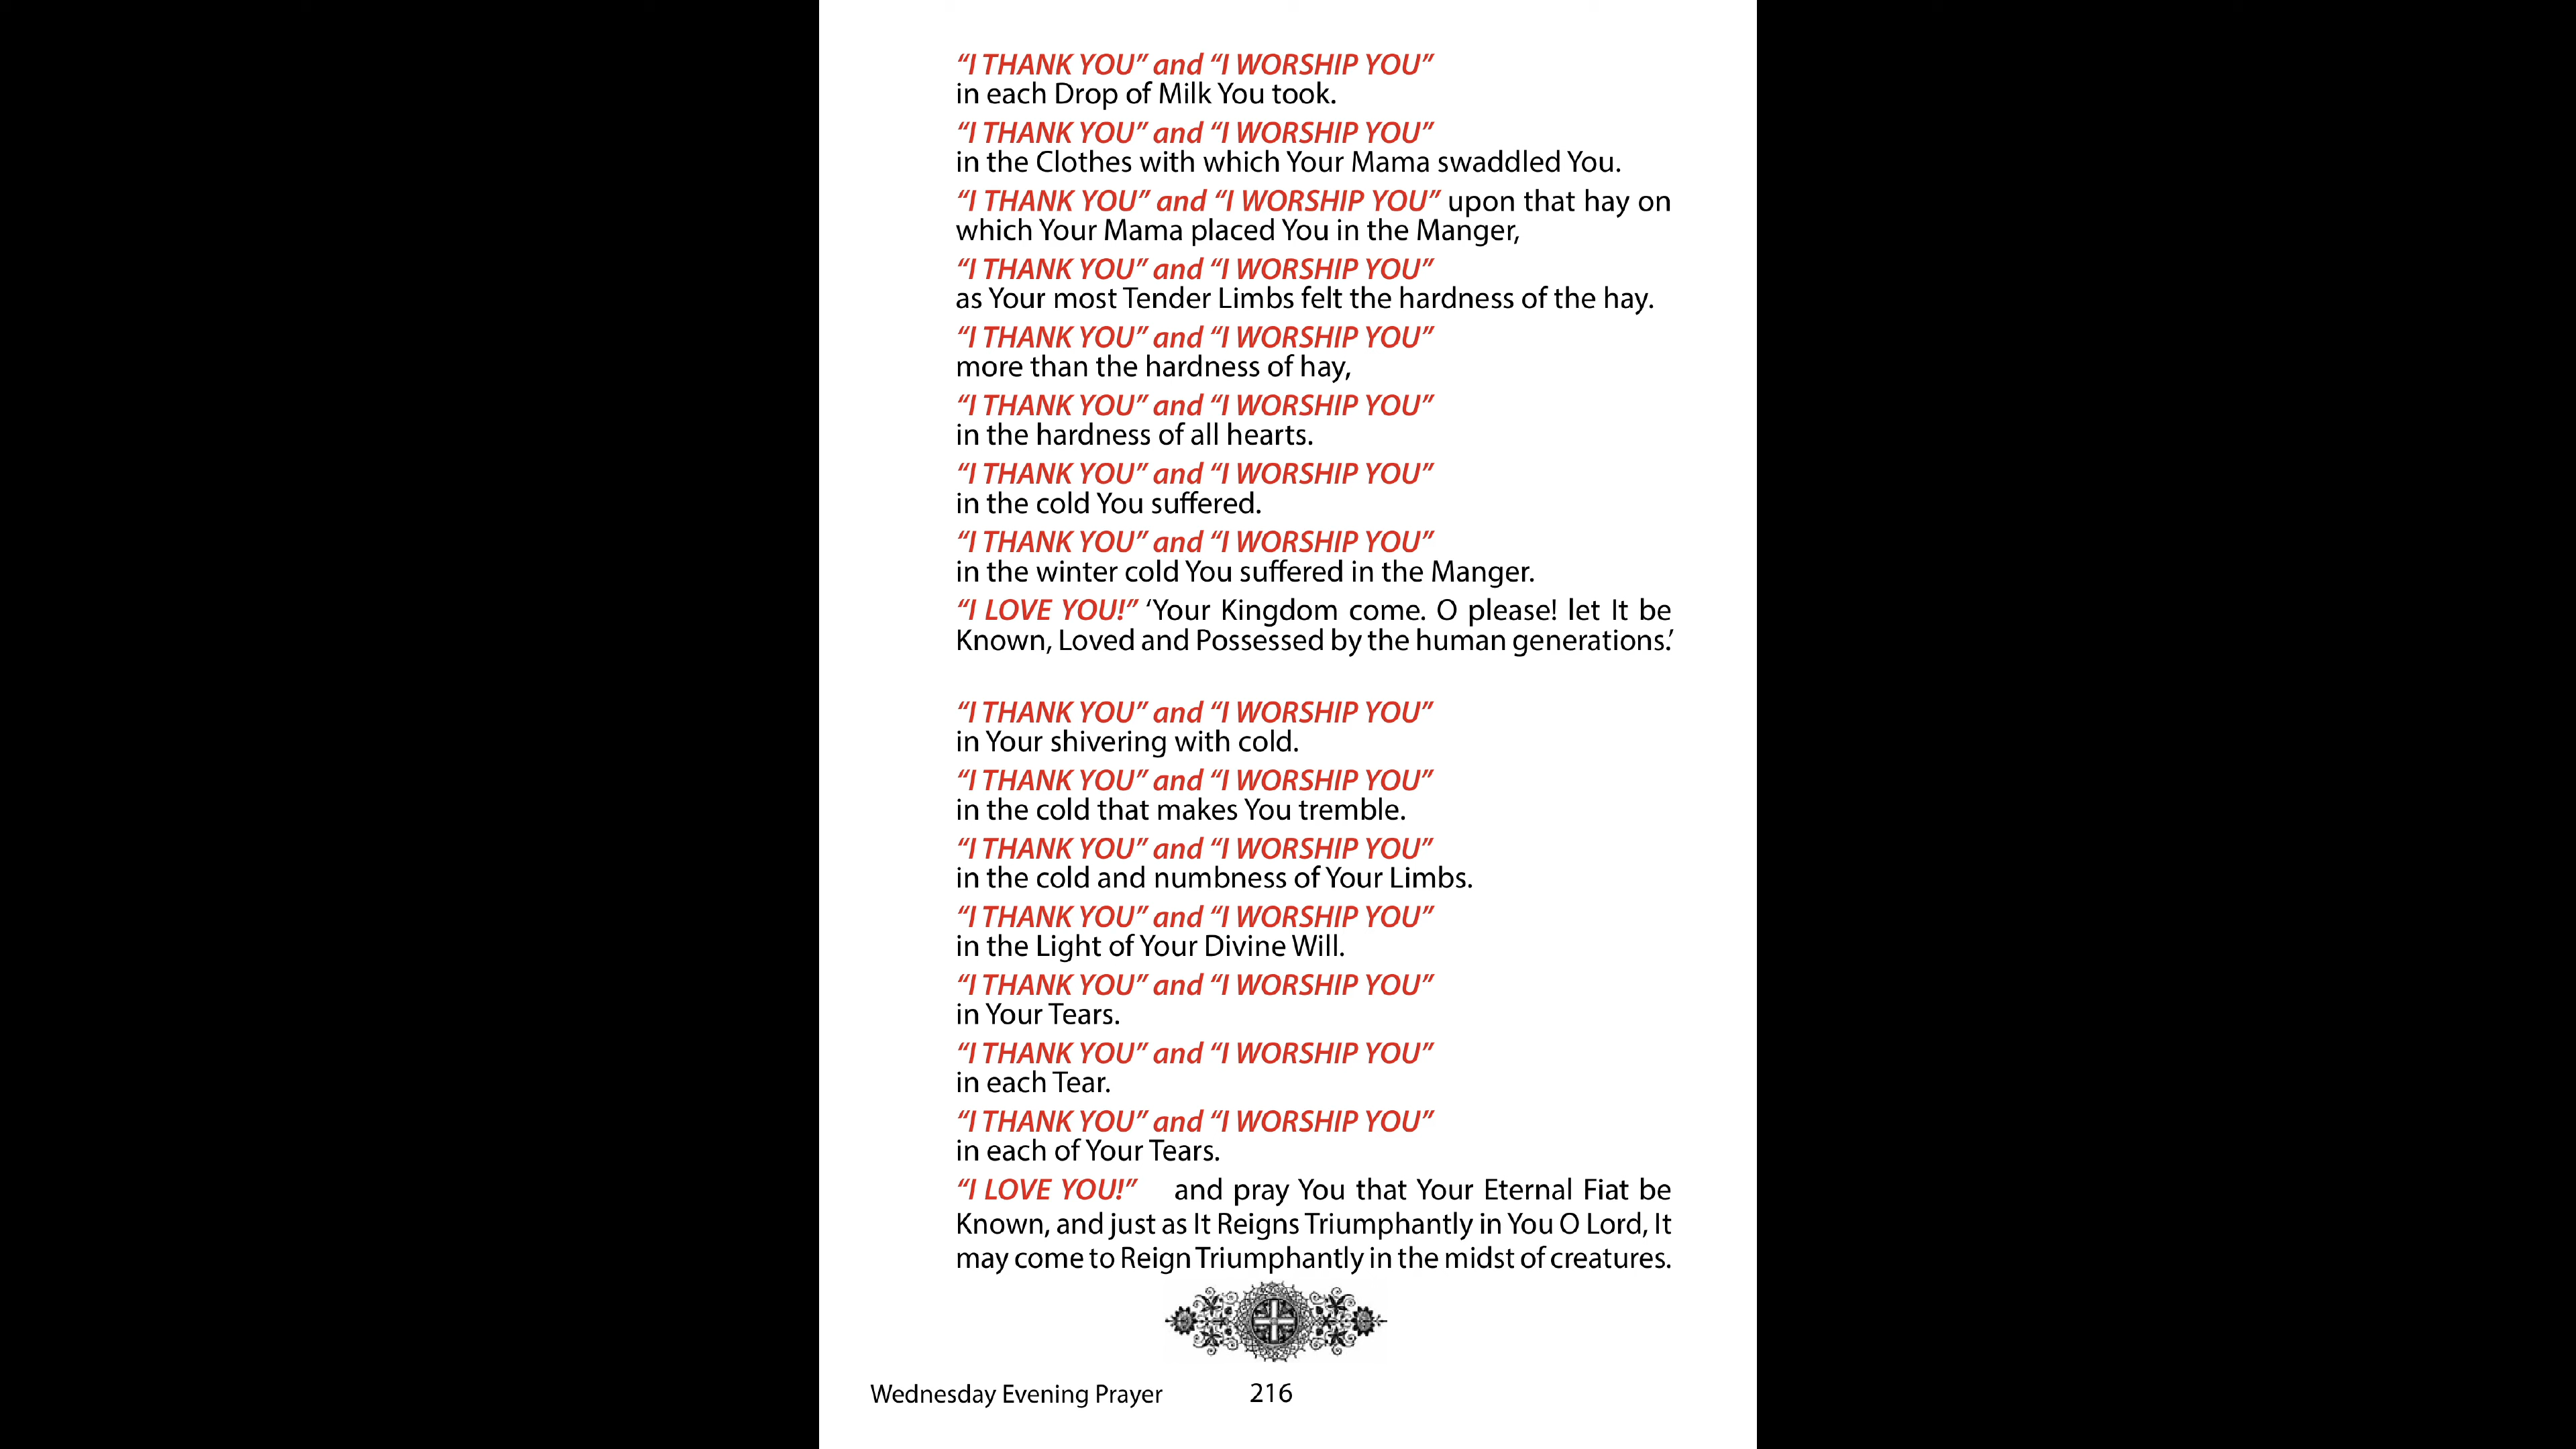 “I THANK YOU” and “I WORSHIP YOU”
in each Drop of Milk You took.
“I THANK YOU” and “I WORSHIP YOU”
in the Clothes with which Your Mama swaddled You.
“I THANK YOU” and “I WORSHIP YOU” upon that hay on
which Your Mama placed You in the Manger,
“I THANK YOU” and “I WORSHIP YOU”
as Your most Tender Limbs felt the hardness of the hay.
“I THANK YOU” and “I WORSHIP YOU”
more than the hardness of hay,
“I THANK YOU” and “I WORSHIP YOU”
in the hardness of all hearts.
“I THANK YOU” and “I WORSHIP YOU”
in the cold You suffered.
“I THANK YOU” and “I WORSHIP YOU”
in the winter cold You suffered in the Manger.
“I LOVE YOU!” ‘Your Kingdom come. O please! let It be
Known, Loved and Possessed by the human generations.’
“I THANK YOU” and “I WORSHIP YOU”
in Your shivering with cold.
“I THANK YOU” and “I WORSHIP YOU”
in the cold that makes You tremble.
“I THANK YOU” and “I WORSHIP YOU”
in the cold and numbness of Your Limbs.
“I THANK YOU” and “I WORSHIP YOU”
in the Light of Your Divine Will.
“I THANK YOU” and “I WORSHIP YOU”
in Your Tears.
“I THANK YOU” and “I WORSHIP YOU”
in each Tear.
“I THANK YOU” and “I WORSHIP YOU”
in each of Your Tears.
“I LOVE YOU!” and pray You that Your Eternal Fiat be
Known, and just as It Reigns Triumphantly in You O Lord, It
may come to Reign Triumphantly in the midst of creatures.
Wednesday Evening Prayer 216